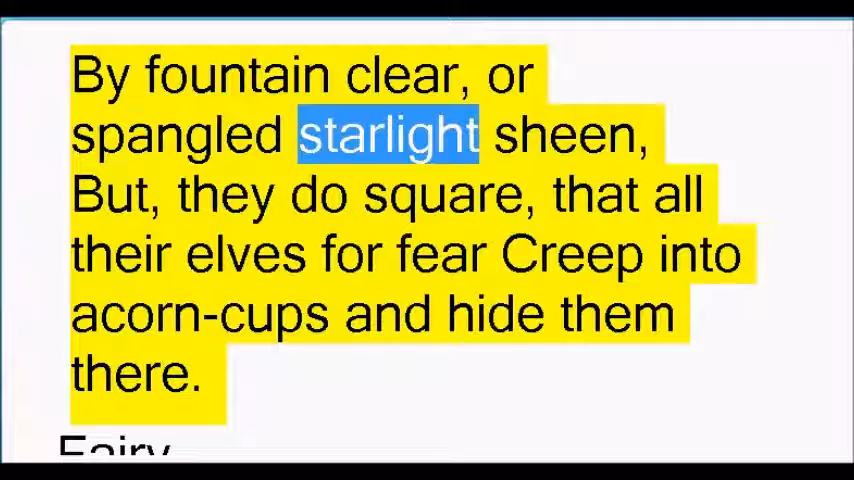 By fountain clear, or
spangled starlight sheen,
But, they do square, that all
their elves for fear Creep into
acorn-cups and hide them
there.
Fairy